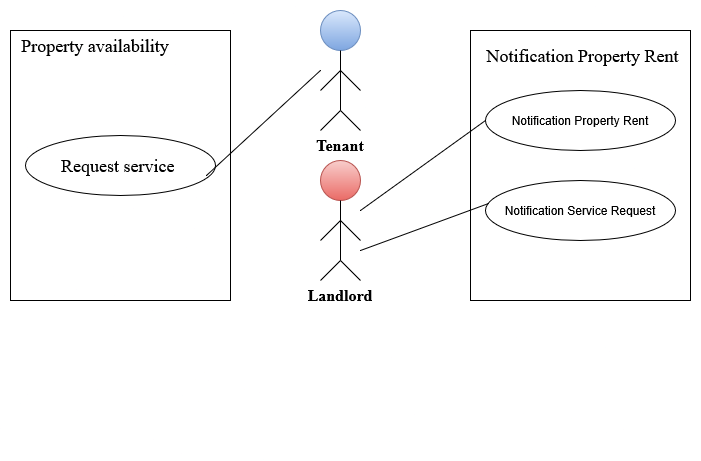 Property availability
Request service
Tenant
Landlord
Notification Property Rent
Notification Property Rent
Notification Service Request